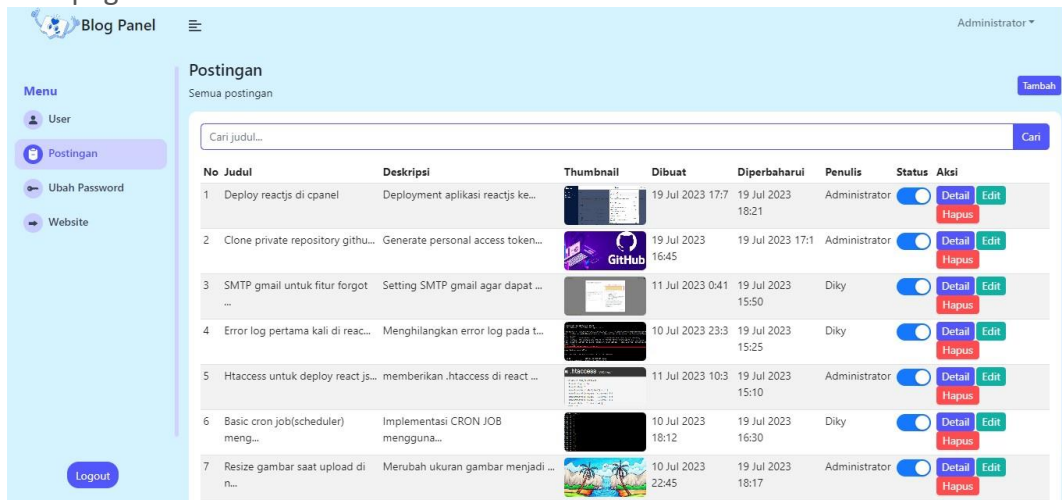 Blog Panel
Administrator
Menu
User
Postingan
Ubah Password
Website
Logout
Postingan
Semua postingan
Tambah
Cari judul...
Cari
No Judul Deskripsi Thumbnail Dibuat Diperbaharui Penulis Status Aksi
1 Deploy reactjs di cpanel Deployment aplikasi reactjs ke... 19 Jul 2023 17:7 19 Jul 2023 Administrator Detail Edit
18:21 Hapus
2 Clone private repository githu... Generate personal access token... GitHub 19 Jul 2023 19 Jul 2023 17:1 Administrator Detail Edit
16:45 Hapus
3 SMTP gmail untuk fitur forgot Setting SMTP gmail agar dapat ... 11 Jul 2023 0:41 19 Jul 2023 Diky Detail Edit
... 15:50 Hapus
4 Error log pertama kali di reac... Menghilangkan error log pada t... 10 Jul 2023 23:3 19 Jul 2023 Diky Detail Edit
15:25 Hapus
5 Htaccess untuk deploy react js... memberikan .htaccess di react ... .htaccess 11 Jul 2023 10:3 19 Jul 2023 Administrator Detail Edit
15:10 Hapus
6 Basic cron job(scheduler) Implementasi CRON JOB 10 Jul 2023 19 Jul 2023 Diky Detail Edit
meng... mengguna... 18:12 16:30 Hapus
7 Resize gambar saat upload di Merubah ukuran gambar menjadi ... 10 Jul 2023 19 Jul 2023 Administrator Detail Edit
n... 22:45 18:17 Hapus